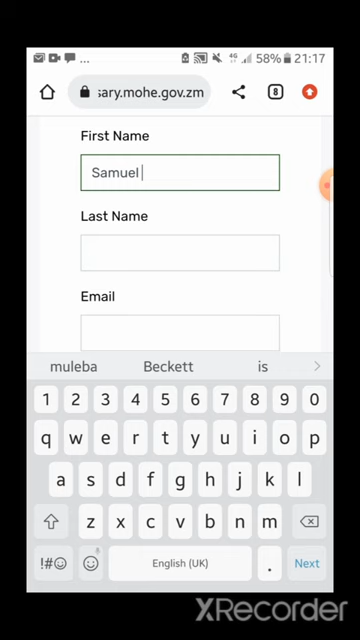 58% 21:17
sary.mohe.gov.zm 8
First Name
Samuel
Last Name
Email
muleba Beckett is
1 2 3 4 5 6 7 8 9 0
q w e r t y u i o p
a s d f g h j k l
z x c v b n m
!#☺ English (UK) . Next
XRecorder